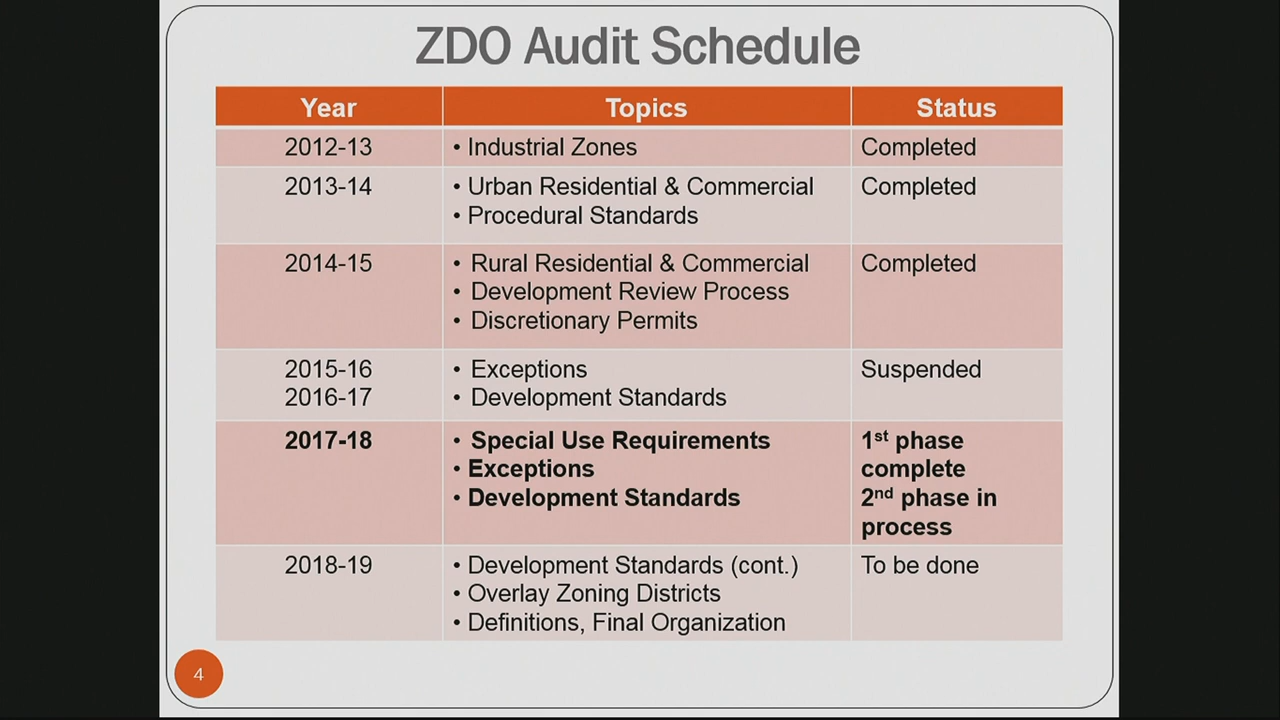 ZDO Audit Schedule
Year Topics Status
2012-13 • Industrial Zones Completed
2013-14 • Urban Residential & Commercial Completed
• Procedural Standards
2014-15 • Rural Residential & Commercial Completed
• Development Review Process
• Discretionary Permits
2015-16 • Exceptions Suspended
2016-17 • Development Standards
2017-18 • Special Use Requirements 1st phase
• Exceptions complete
• Development Standards 2nd phase in
process
2018-19 • Development Standards (cont.) To be done
• Overlay Zoning Districts
• Definitions, Final Organization
4